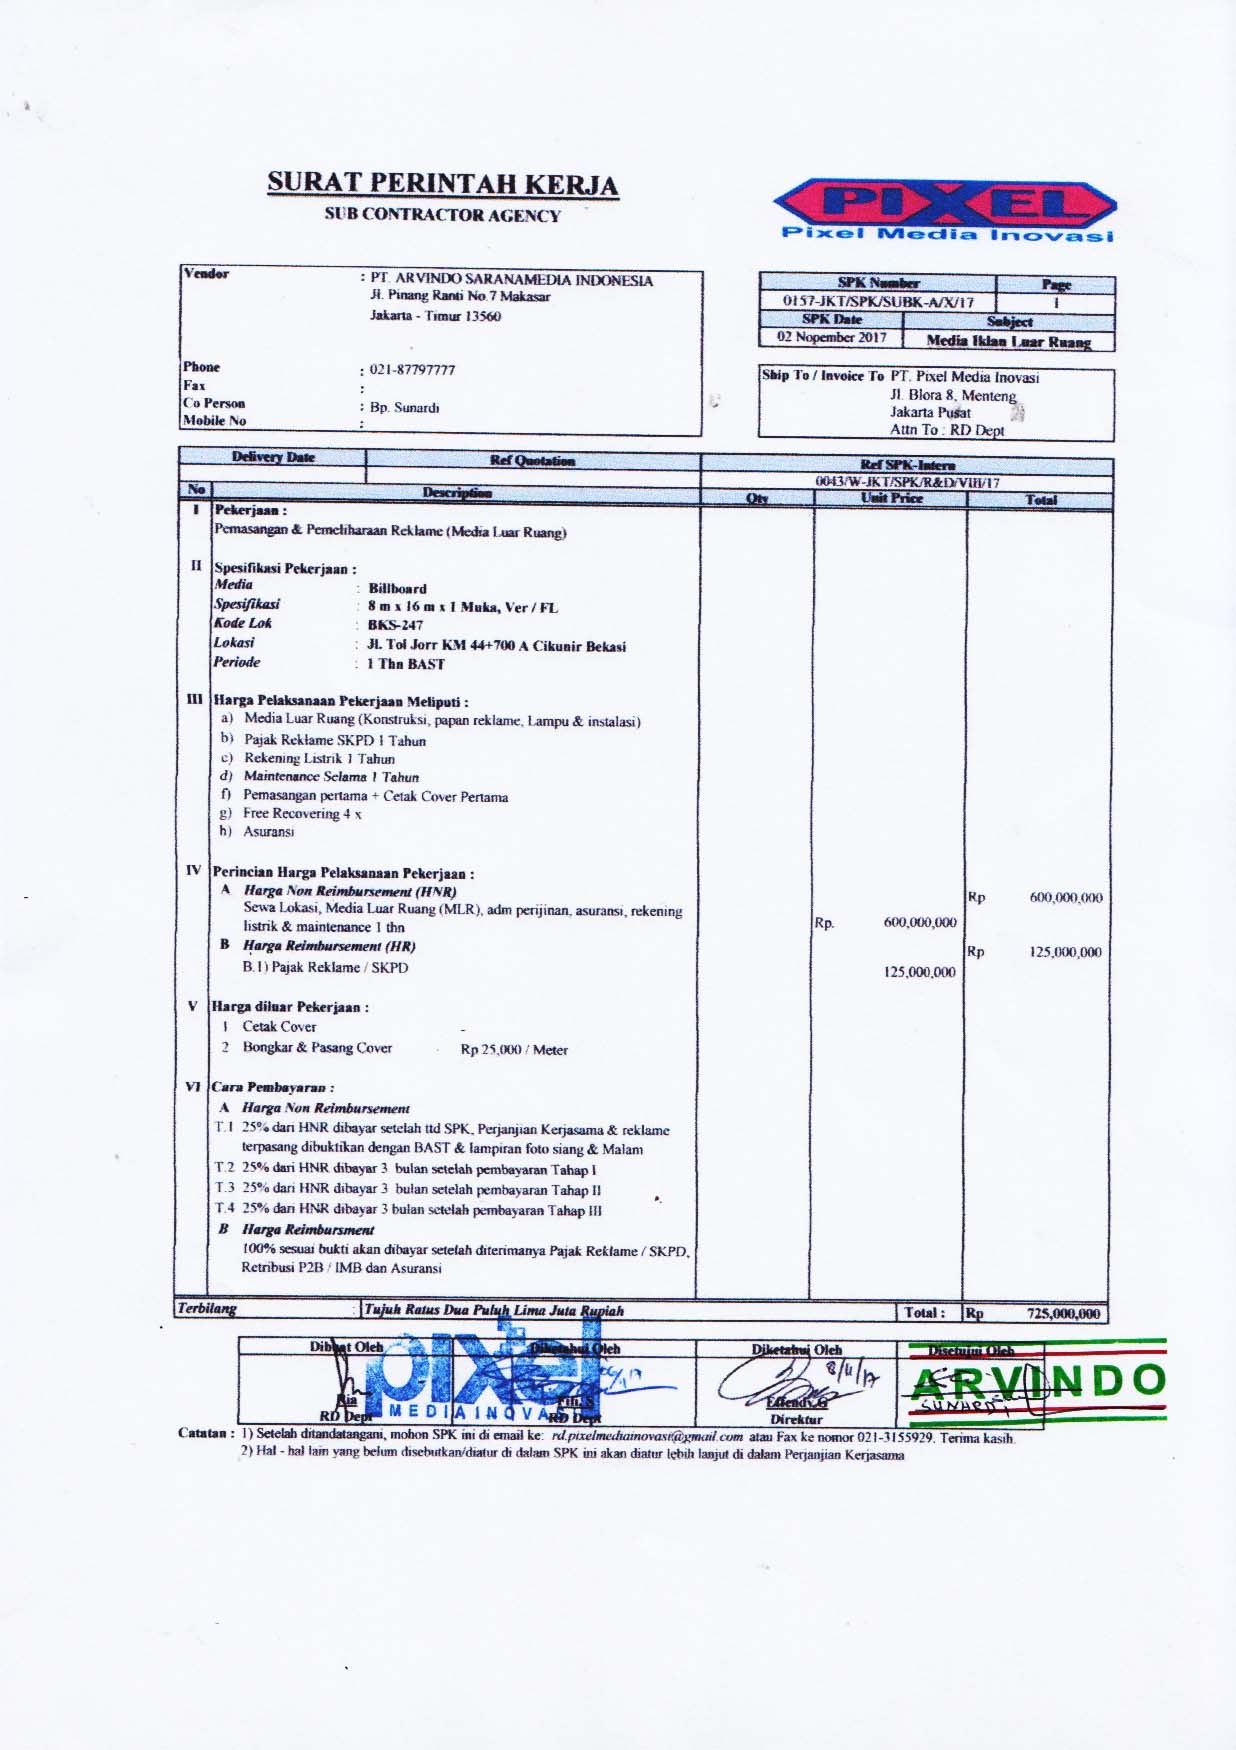 SURAT PERINTAH KERJA
SUB CONTRACTOR AGENCY
PIXEL
Pixel Media Inovasi
Vendor : PT. ARVINDO SARANAMEDIA INDONESIA
Jl. Pinang Ranti No.7 Makasar
Jakarta - Timur 13560
Phone : 021-87797777
Fax :
Co Person : Bp. Sunardi
Mobile No :
SPK Number Page
0157-JKT/SPK/SUBK-A/X/17 1
SPK Date Subject
02 Nopember 2017 Media Iklan Luar Ruang
Ship To / Invoice To PT. Pixel Media Inovasi
Jl. Blora 8, Menteng
Jakarta Pusat
Attn To : RD Dept
Delivery Date Ref Quotation Ref SPK-Intern
0043/W-JKT/SPK/R&D/VIII/17
No Description Qty Unit Price Total
I Pekerjaan :
Pemasangan & Pemeliharaan Reklame (Media Luar Ruang)
II Spesifikasi Pekerjaan :
Media : Billboard
Spesifikasi : 8 m x 16 m x 1 Muka, Ver / FL
Kode Lok : BKS-247
Lokasi : Jl. Tol Jorr KM 44+700 A Cikunir Bekasi
Periode : 1 Thn BAST
III Harga Pelaksanaan Pekerjaan Meliputi :
a) Media Luar Ruang (Konstruksi, papan reklame, Lampu & instalasi)
b) Pajak Reklame SKPD 1 Tahun
c) Rekening Listrik 1 Tahun
d) Maintenance Selama 1 Tahun
f) Pemasangan pertama + Cetak Cover Pertama
g) Free Recovering 4 x
h) Asuransi
IV Perincian Harga Pelaksanaan Pekerjaan :
A Harga Non Reimbursement (HNR) Rp 600,000,000
Sewa Lokasi, Media Luar Ruang (MLR), adm perijinan, asuransi, rekening
listrik & maintenance 1 thn Rp. 600,000,000
B Harga Reimbursement (HR) Rp 125,000,000
B.1) Pajak Reklame / SKPD 125,000,000
V Harga diluar Pekerjaan :
1 Cetak Cover -
2 Bongkar & Pasang Cover Rp 25,000 / Meter
VI Cara Pembayaran :
A Harga Non Reimbursement
T.1 25% dari HNR dibayar setelah ttd SPK, Perjanjian Kerjasama & reklame
terpasang dibuktikan dengan BAST & lampiran foto siang & Malam
T.2 25% dari HNR dibayar 3 bulan setelah pembayaran Tahap I
T.3 25% dari HNR dibayar 3 bulan setelah pembayaran Tahap II
T.4 25% dari HNR dibayar 3 bulan setelah pembayaran Tahap III
B Harga Reimbursment
100% sesuai bukti akan dibayar setelah diterimanya Pajak Reklame / SKPD,
Retribusi P2B / IMB dan Asuransi
Terbilang : Tujuh Ratus Dua Puluh Lima Juta Rupiah Total : Rp 725,000,000
Dibuat Oleh Diketahui Oleh Diketahui Oleh Disetujui Oleh
8/11/17
pixel
MEDIA INOVASI
ARVINDO
SUNARDI
Ria Effendy.G
RD Dept RD Dept Direktur
Catatan : 1) Setelah ditandatangani, mohon SPK ini di email ke: rd.pixelmediainovasi@gmail.com atau Fax ke nomor 021-3155929. Terima kasih.
2) Hal - hal lain yang belum disebutkan/diatur di dalam SPK ini akan diatur lebih lanjut di dalam Perjanjian Kerjasama